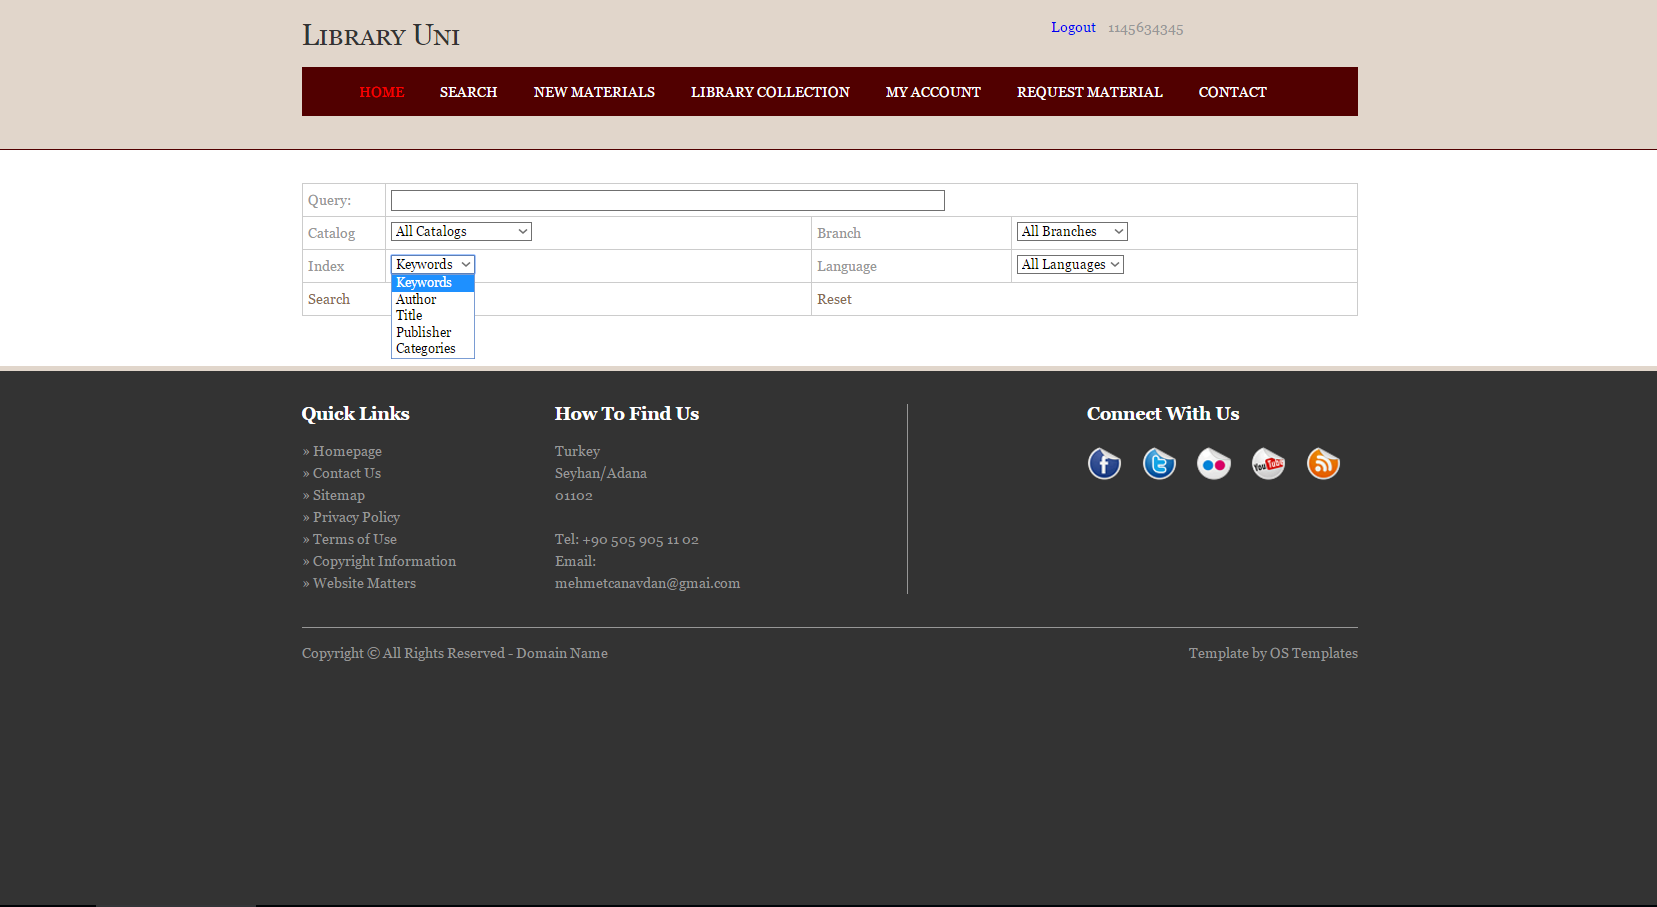 Library Uni
Logout 1145634345
HOME SEARCH NEW MATERIALS LIBRARY COLLECTION MY ACCOUNT REQUEST MATERIAL CONTACT
Query:
Catalog All Catalogs Branch All Branches
Index Keywords Language All Languages
Keywords
Search Author Reset
Title
Publisher
Categories
Quick Links
» Homepage
» Contact Us
» Sitemap
» Privacy Policy
» Terms of Use
» Copyright Information
» Website Matters
How To Find Us
Turkey
Seyhan/Adana
01102
Tel: +90 505 905 11 02
Email:
mehmetcanavdan@gmai.com
Connect With Us
You Tube
Copyright © All Rights Reserved - Domain Name
Template by OS Templates